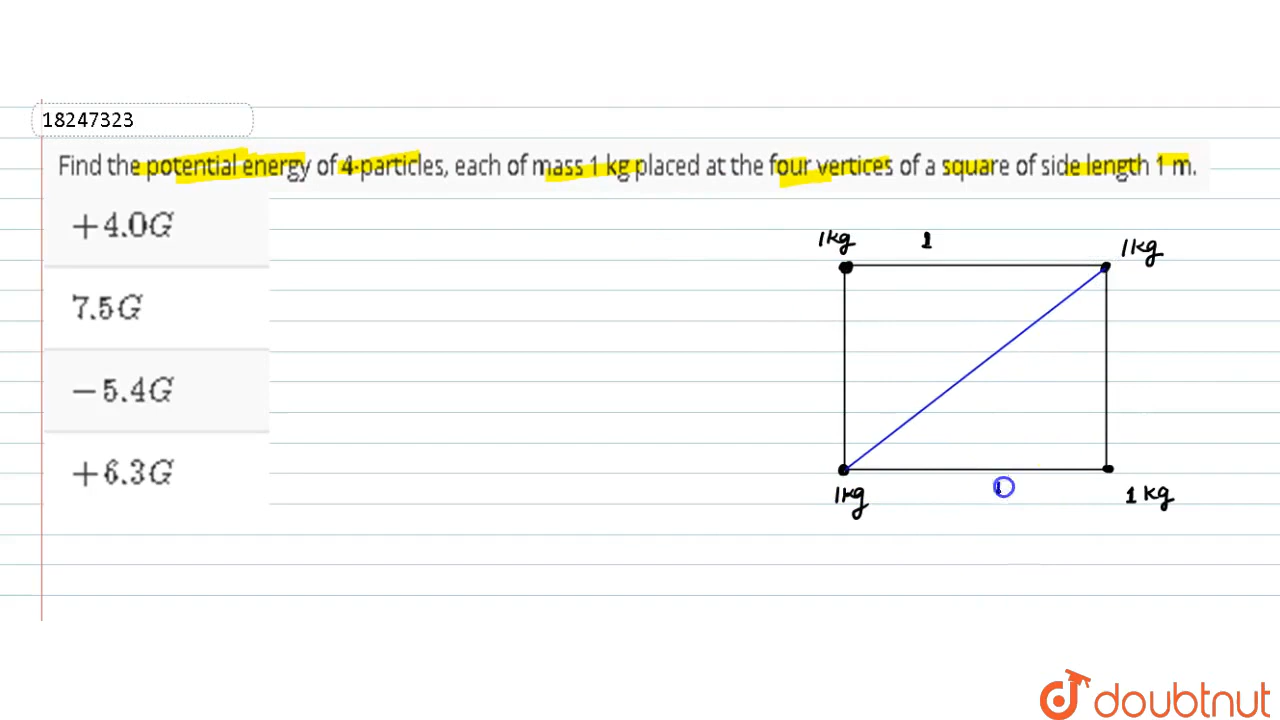 18247323
Find the potential energy of 4-particles, each of mass 1 kg placed at the four vertices of a square of side length 1 m.
+4.0G
7.5G
−5.4G
+6.3G
1kg 1 1kg
1kg 1 kg
doubtnut